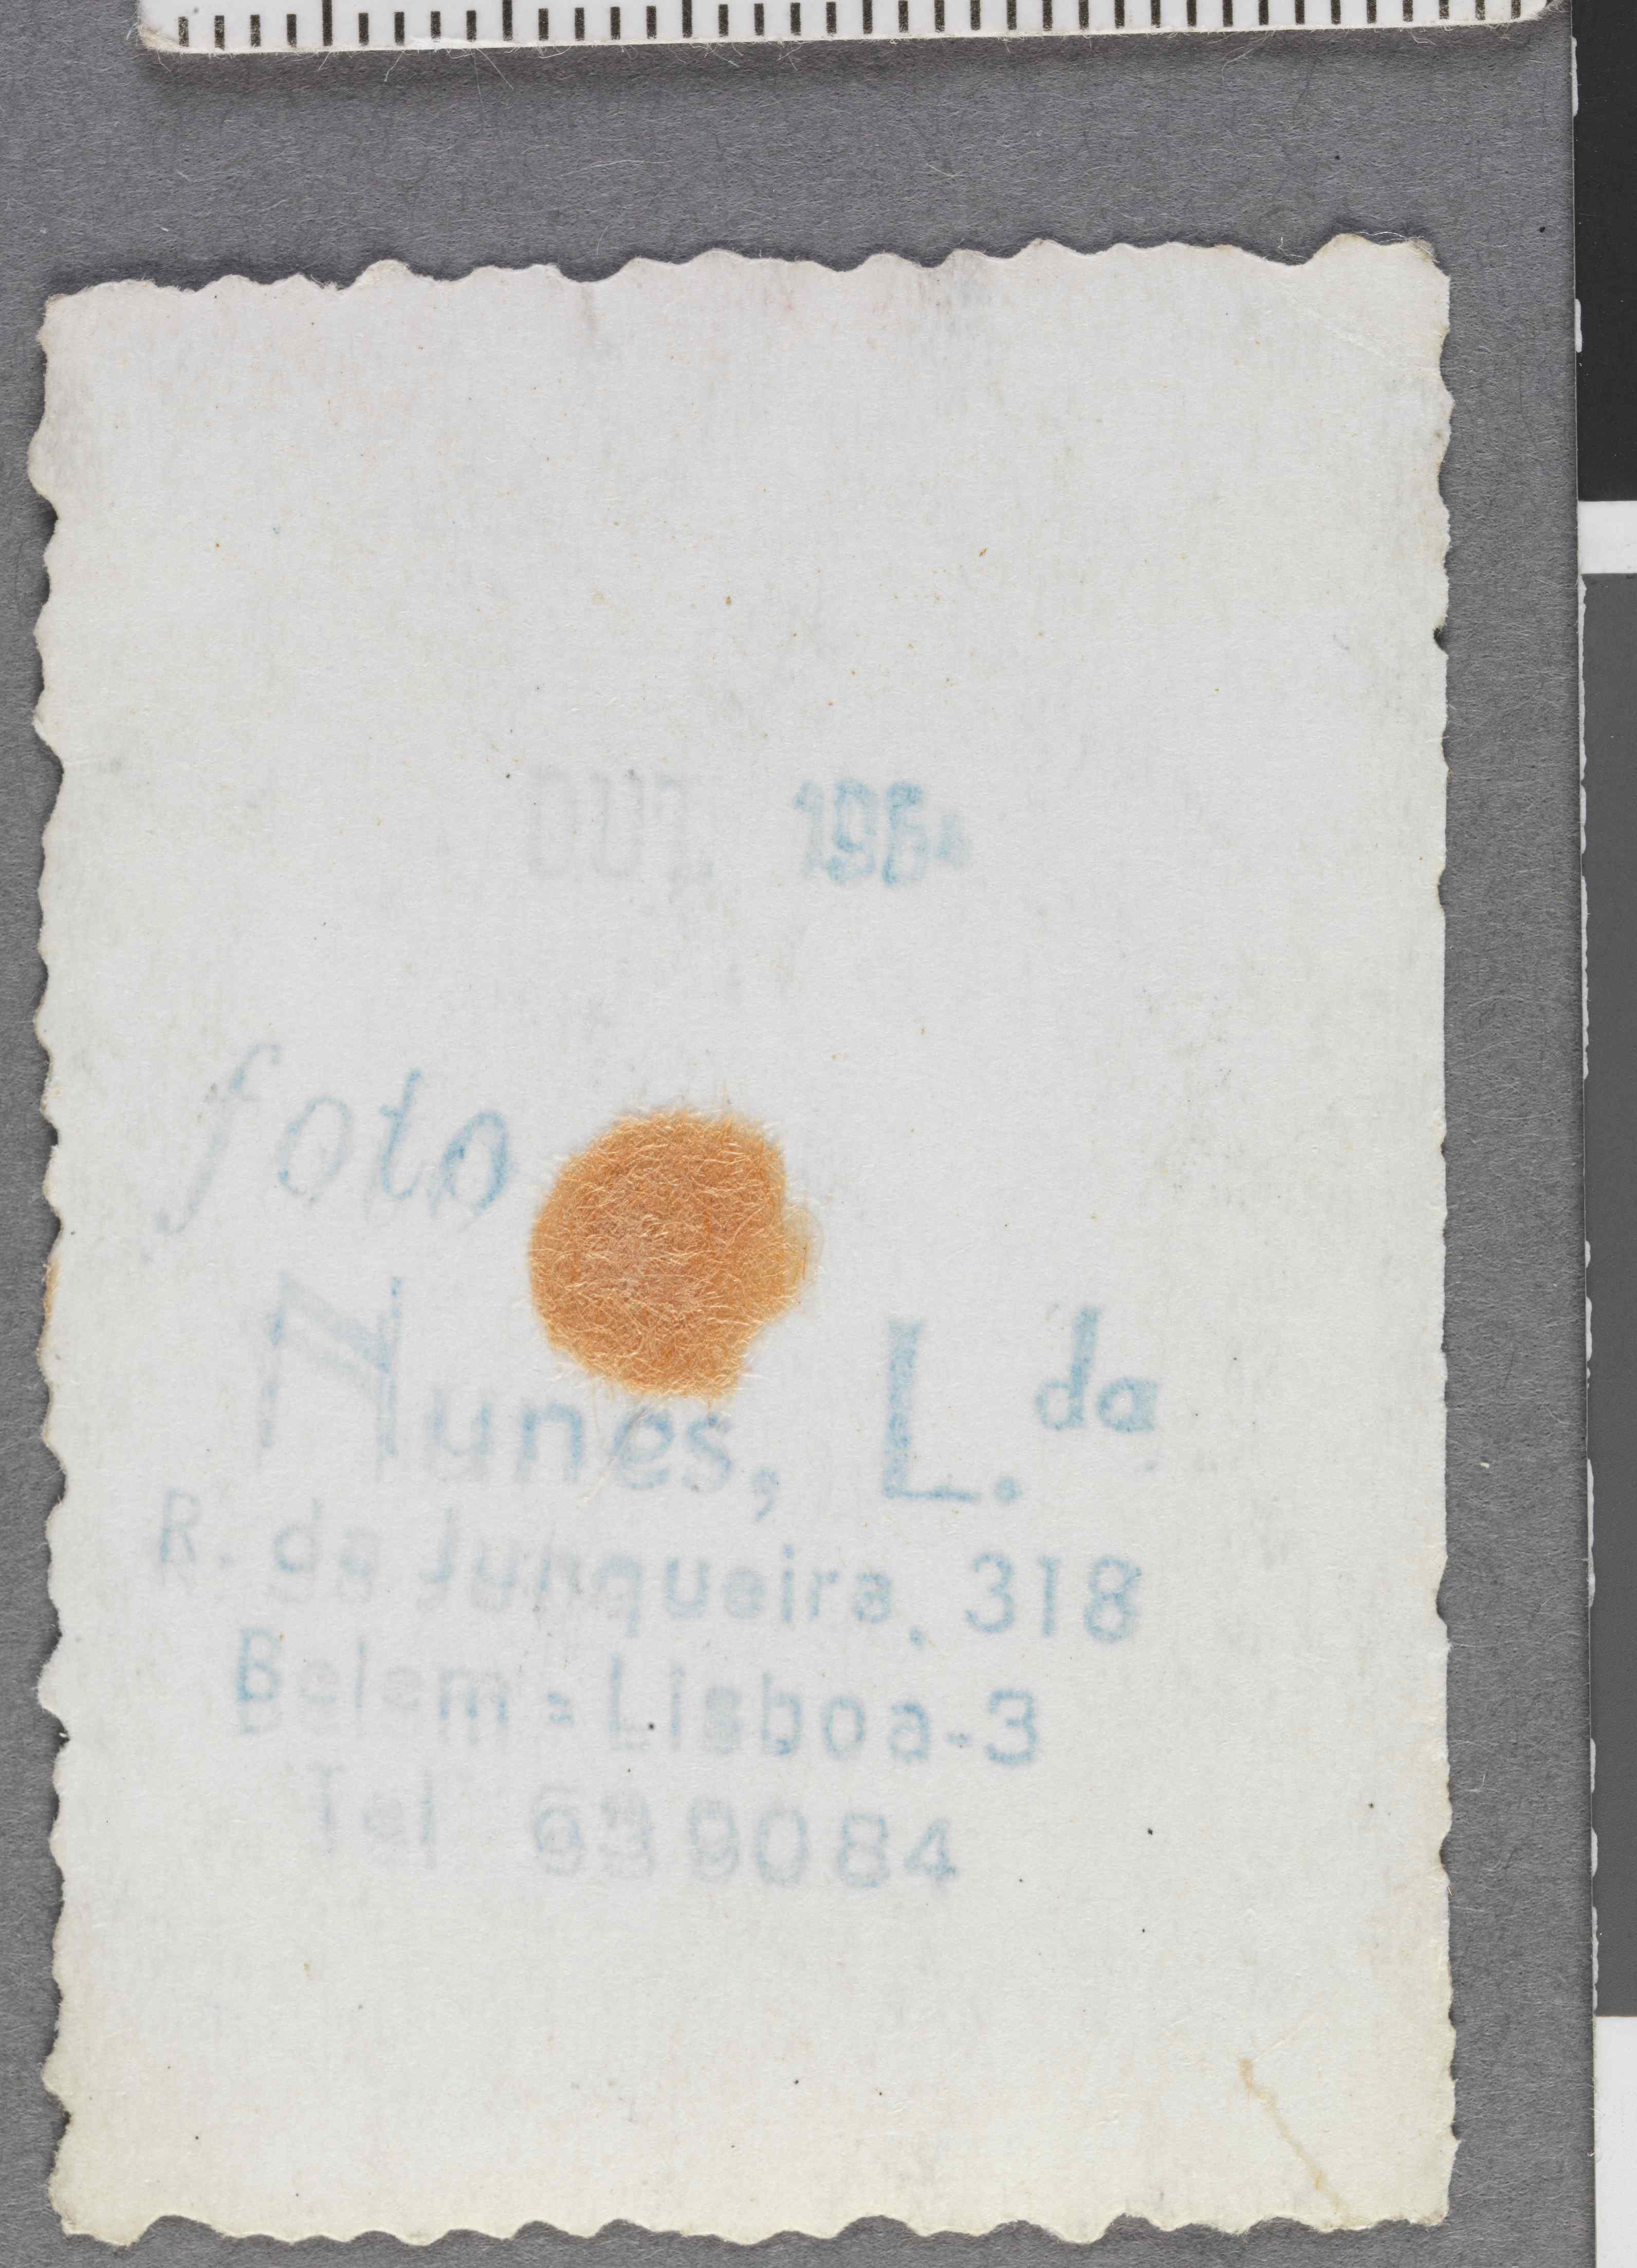 OUT. 196
foto
Nunes, L.da
R. da Junqueira, 318
Belem = Lisboa-3
Tel 639084